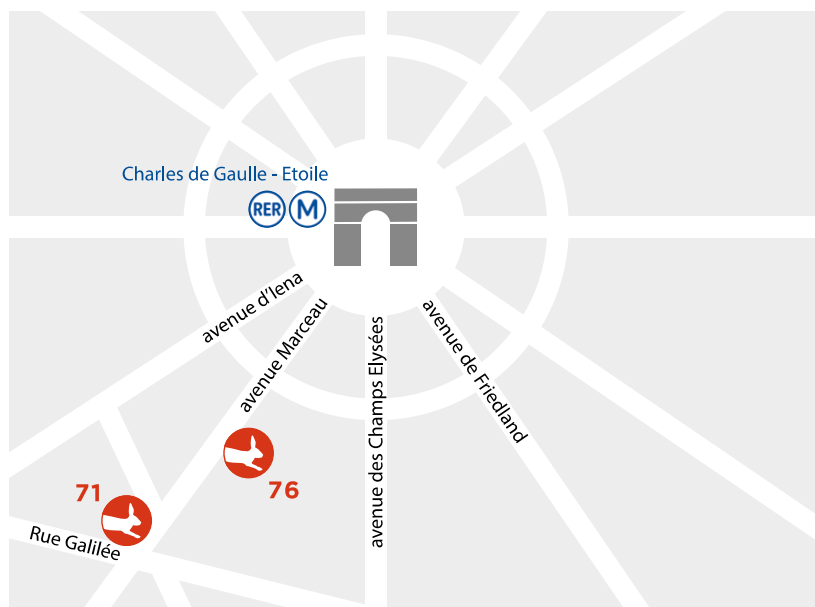 Charles de Gaulle - Etoile
RER M
avenue d'Iena
avenue Marceau
avenue des Champs Elysées
avenue de Friedland
76
71
Rue Galilée